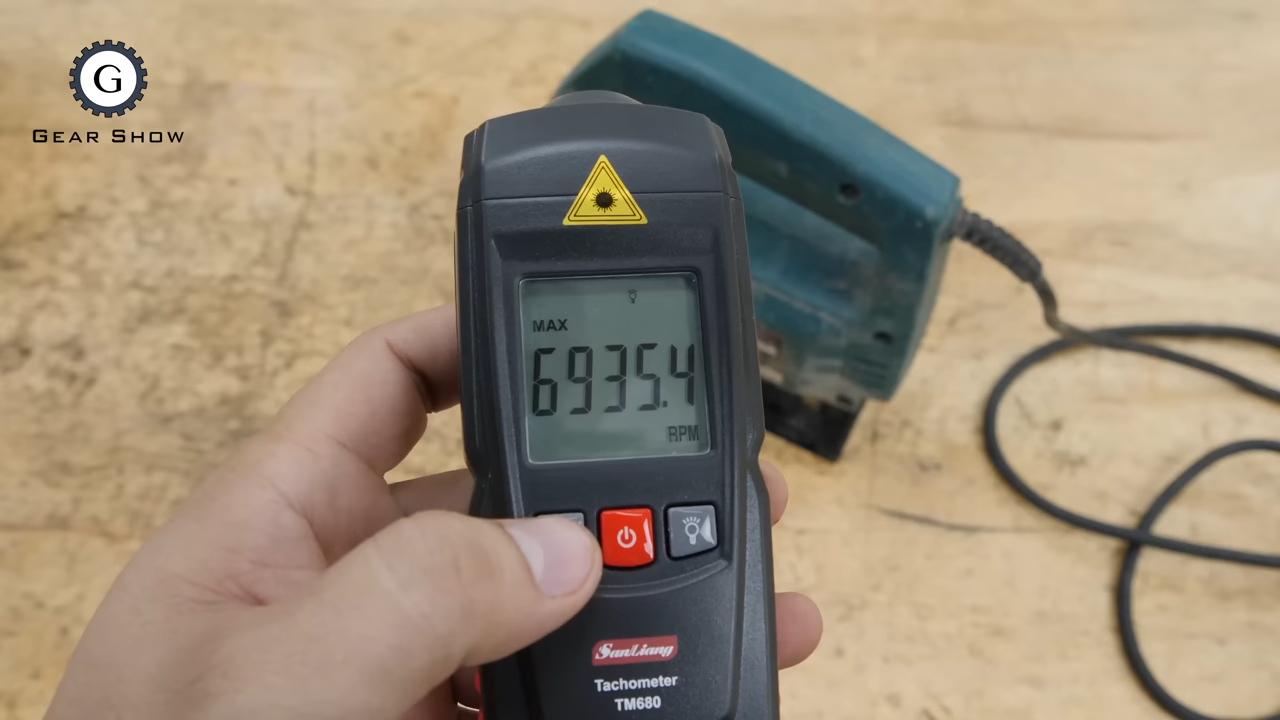 G
GEAR SHOW
MAX
6935.4
RPM
SanLiang
Tachometer
TM680